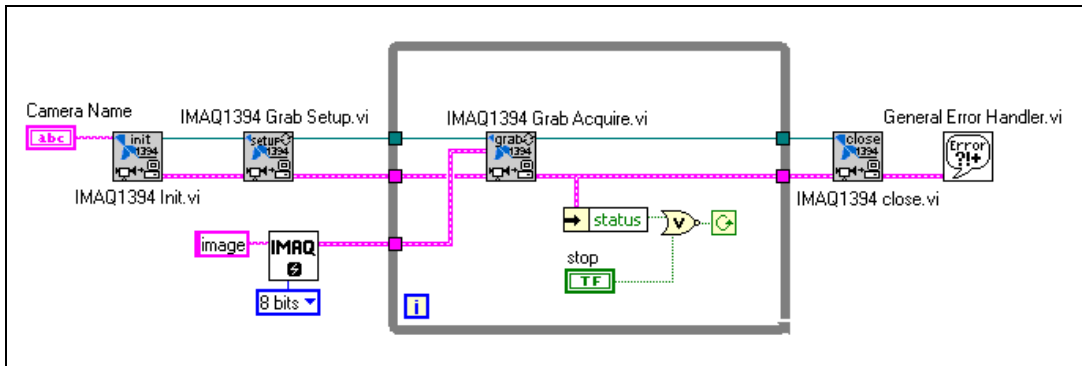 Camera Name
abc
init
1394
IMAQ1394 Init.vi
IMAQ1394 Grab Setup.vi
setup
1394
image
IMAQ
8 bits
IMAQ1394 Grab Acquire.vi
grab
1394
status
V
stop
TF
i
close
1394
IMAQ1394 close.vi
General Error Handler.vi
Error
?!+